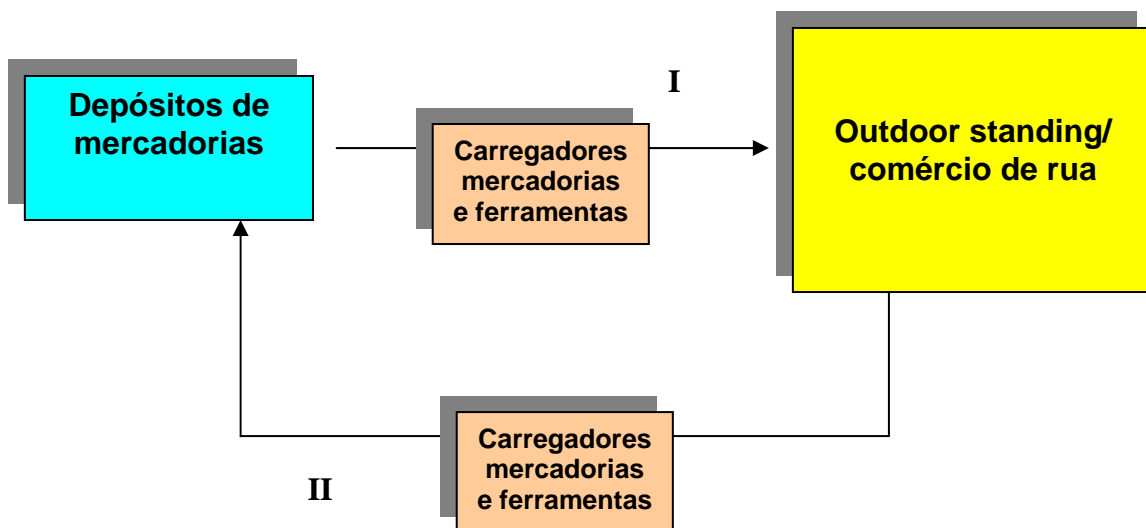 I
Depósitos de
mercadorias
Carregadores
mercadorias
e ferramentas
Outdoor standing/
comércio de rua
Carregadores
mercadorias
e ferramentas
II